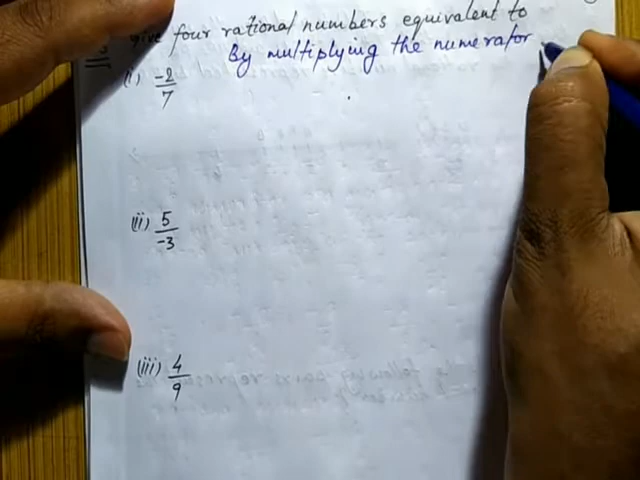 give four rational numbers equivalent to
By multiplying the numerator
(i) -2/7
(ii) 5/-3
(iii) 4/9